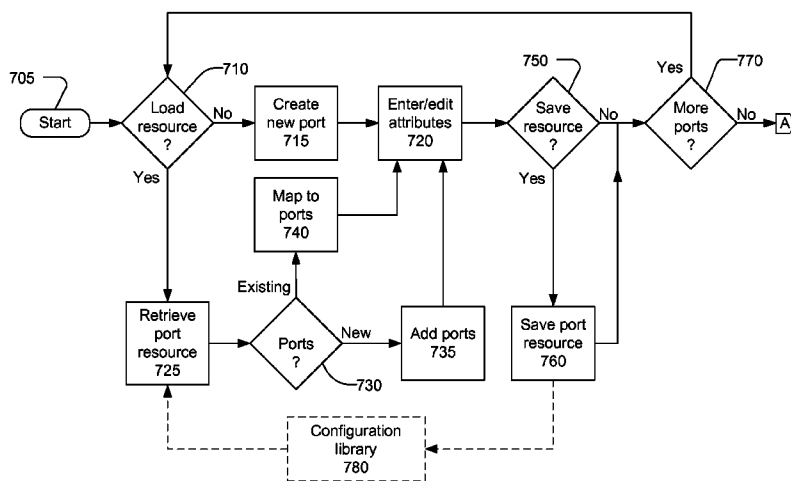 705
710
750
770
Yes
Start
Load
resource
?
No
Create
new port
715
Enter/edit
attributes
720
Save
resource
?
No
More
ports
?
No
A
Yes
Map to
ports
740
Yes
Existing
Retrieve
port
resource
725
Ports
?
New
730
Add ports
735
Save port
resource
760
Configuration
library
780